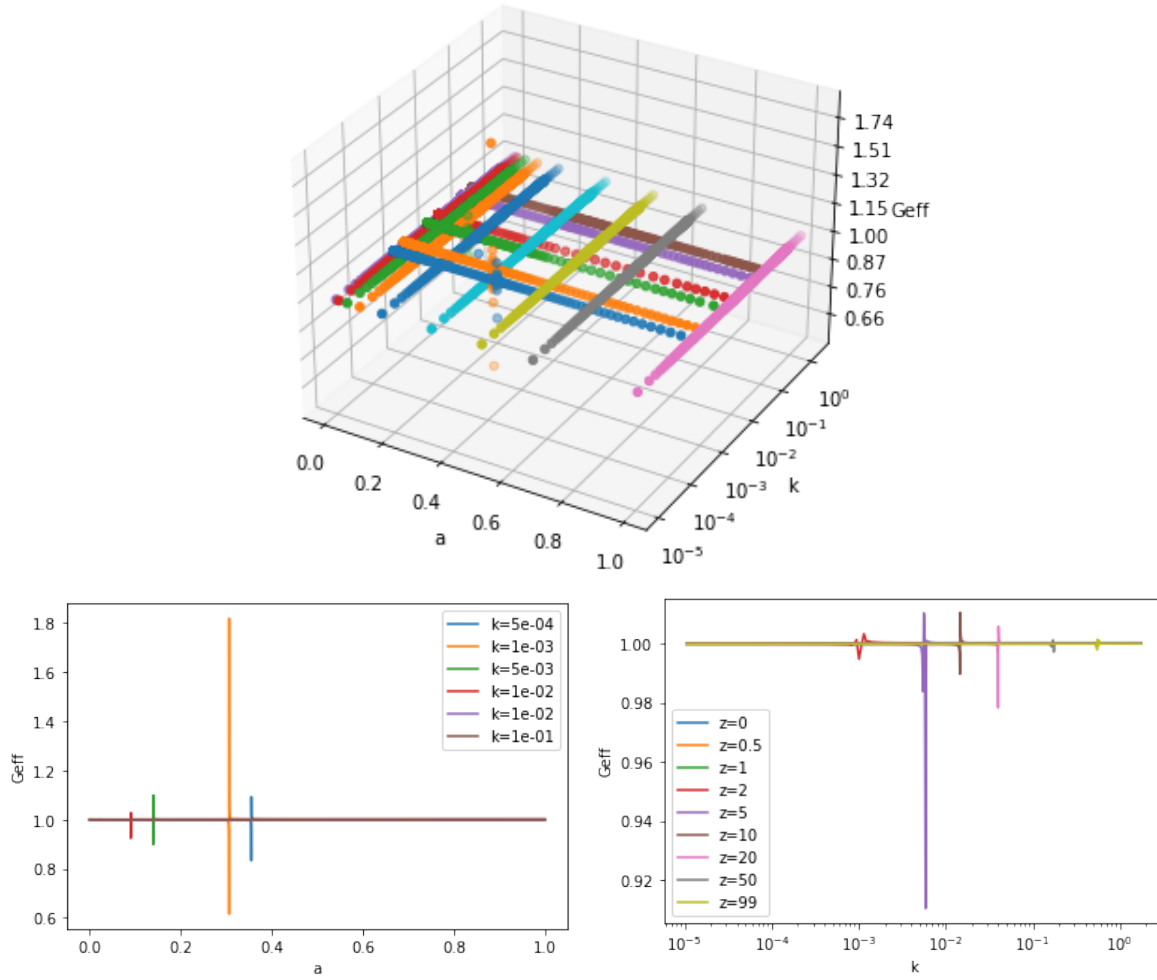 1.74
1.51
1.32
1.15 Geff
1.00
0.87
0.76
0.66
0.0 0.2 0.4 0.6 0.8 1.0
a
10⁻⁵ 10⁻⁴ 10⁻³ 10⁻² 10⁻¹ 10⁰
k
1.8
1.6
1.4
1.2
1.0
0.8
0.6
Geff
0.0 0.2 0.4 0.6 0.8 1.0
a
k=5e-04
k=1e-03
k=5e-03
k=1e-02
k=1e-02
k=1e-01
1.00
0.98
0.96
0.94
0.92
Geff
z=0
z=0.5
z=1
z=2
z=5
z=10
z=20
z=50
z=99
10⁻⁵ 10⁻⁴ 10⁻³ 10⁻² 10⁻¹ 10⁰
k